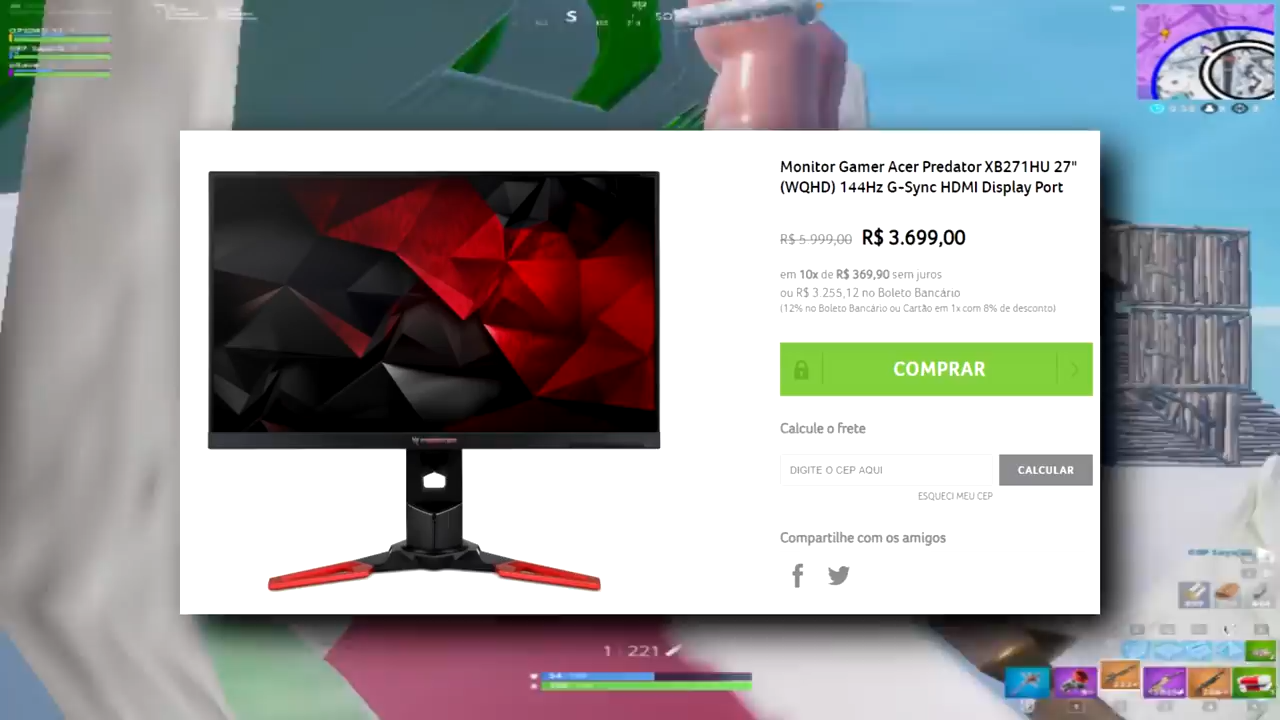 S
Monitor Gamer Acer Predator XB271HU 27"
(WQHD) 144Hz G-Sync HDMI Display Port
R$ 5.999,00 R$ 3.699,00
em 10x de R$ 369,90 sem juros
ou R$ 3.255,12 no Boleto Bancário
(12% no Boleto Bancário ou Cartão em 1x com 8% de desconto)
COMPRAR
Calcule o frete
DIGITE O CEP AQUI
CALCULAR
ESQUECI MEU CEP
Compartilhe com os amigos
1 221
54